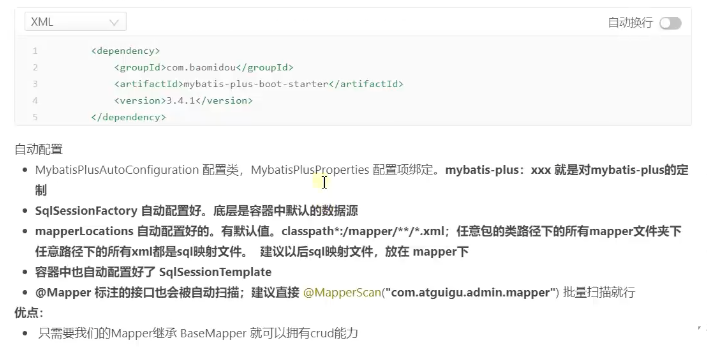 XML
自动换行
1 <dependency>
2 <groupId>com.baomidou</groupId>
3 <artifactId>mybatis-plus-boot-starter</artifactId>
4 <version>3.4.1</version>
5 </dependency>
自动配置
• MybatisPlusAutoConfiguration 配置类，MybatisPlusProperties 配置项绑定。mybatis-plus：xxx 就是对mybatis-plus的定
制
• SqlSessionFactory 自动配置好。底层是容器中默认的数据源
• mapperLocations 自动配置好的。有默认值。classpath*:/mapper/**/*.xml；任意包的类路径下的所有mapper文件夹下
任意路径下的所有xml都是sql映射文件。 建议以后sql映射文件，放在 mapper下
• 容器中也自动配置好了 SqlSessionTemplate
• @Mapper 标注的接口也会被自动扫描；建议直接 @MapperScan("com.atguigu.admin.mapper") 批量扫描就行
优点：
• 只需要我们的Mapper继承 BaseMapper 就可以拥有crud能力